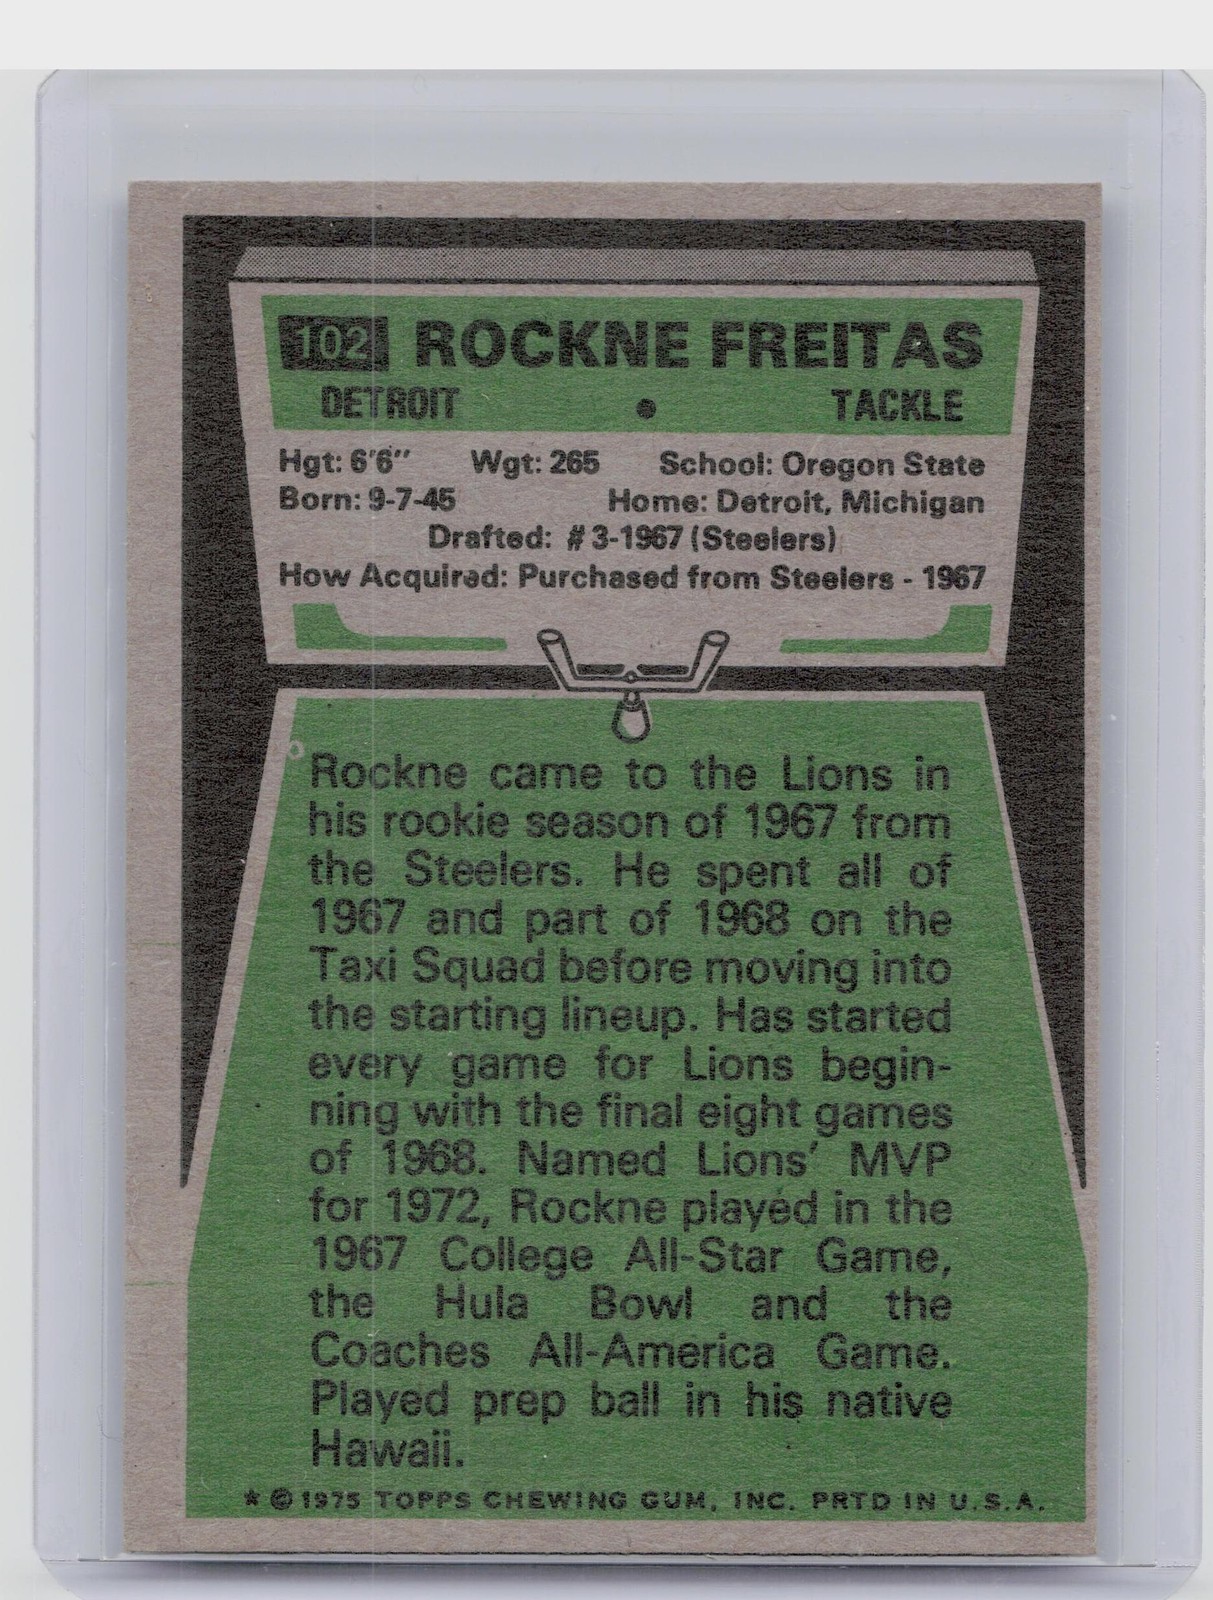 102 ROCKNE FREITAS
DETROIT • TACKLE
Hgt: 6'6" Wgt: 265 School: Oregon State
Born: 9-7-45 Home: Detroit, Michigan
Drafted: #3-1967 (Steelers)
How Acquired: Purchased from Steelers - 1967
Rockne came to the Lions in
his rookie season of 1967 from
the Steelers. He spent all of
1967 and part of 1968 on the
Taxi Squad before moving into
the starting lineup. Has started
every game for Lions begin-
ning with the final eight games
of 1968. Named Lions' MVP
for 1972, Rockne played in the
1967 College All-Star Game,
the Hula Bowl and the
Coaches All-America Game.
Played prep ball in his native
Hawaii.
* © 1975 TOPPS CHEWING GUM, INC. PRTD IN U.S.A.